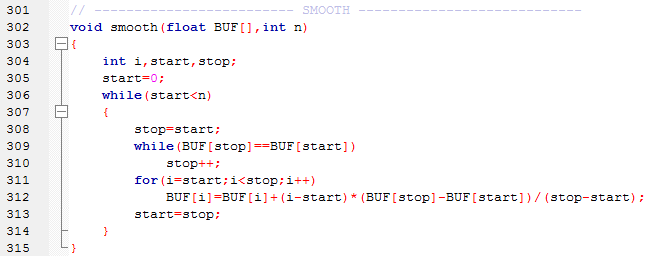 301 // ------------------------- SMOOTH ----------------------------
302 void smooth(float BUF[],int n)
303 {
304 int i,start,stop;
305 start=0;
306 while(start<n)
307 {
308 stop=start;
309 while(BUF[stop]==BUF[start])
310 stop++;
311 for(i=start;i<stop;i++)
312 BUF[i]=BUF[i]+(i-start)*(BUF[stop]-BUF[start])/(stop-start);
313 start=stop;
314 }
315 }